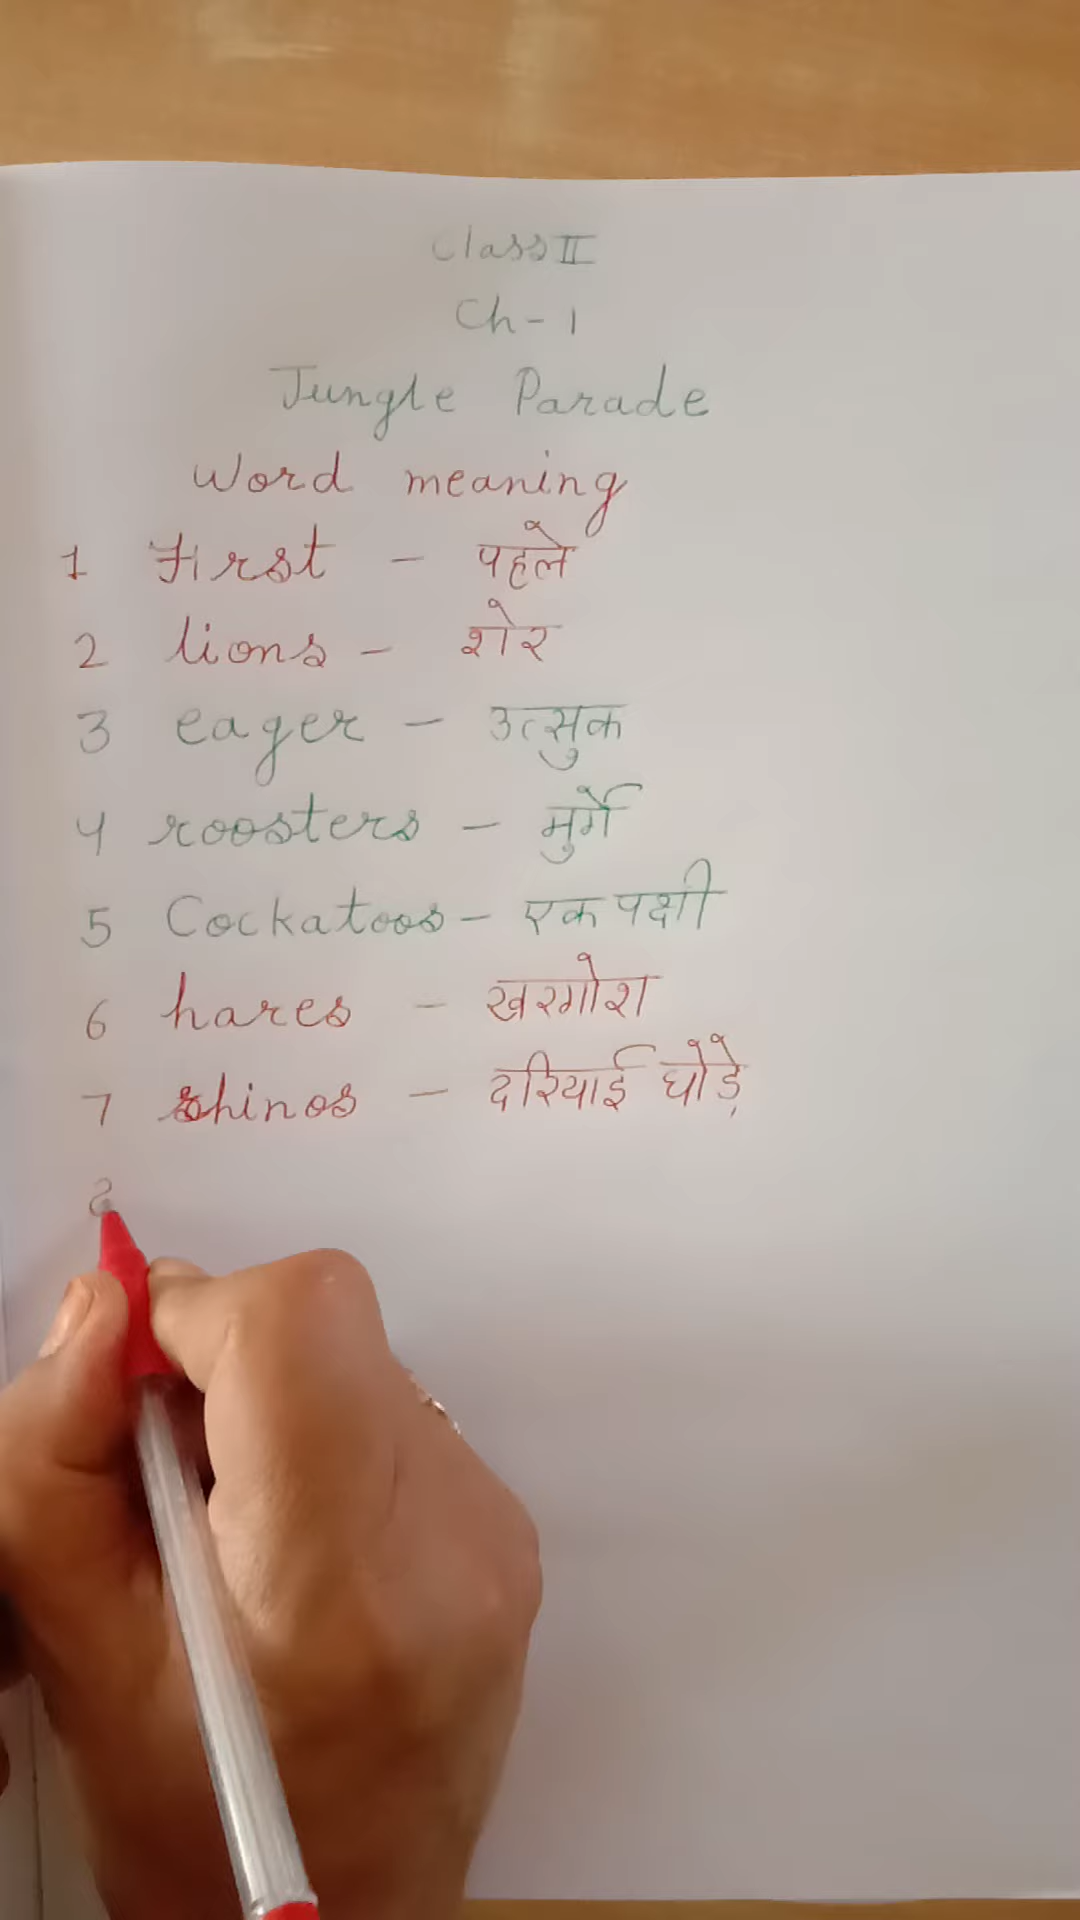 Class II
Ch-1
Jungle Parade
Word meaning
1 First - पहले
2 lions - शेर
3 eager - उत्सुक
4 roosters - मुर्गे
5 Cockatoos - एक पक्षी
6 hares - खरगोश
7 rhinos - दरियाई घोड़े
8